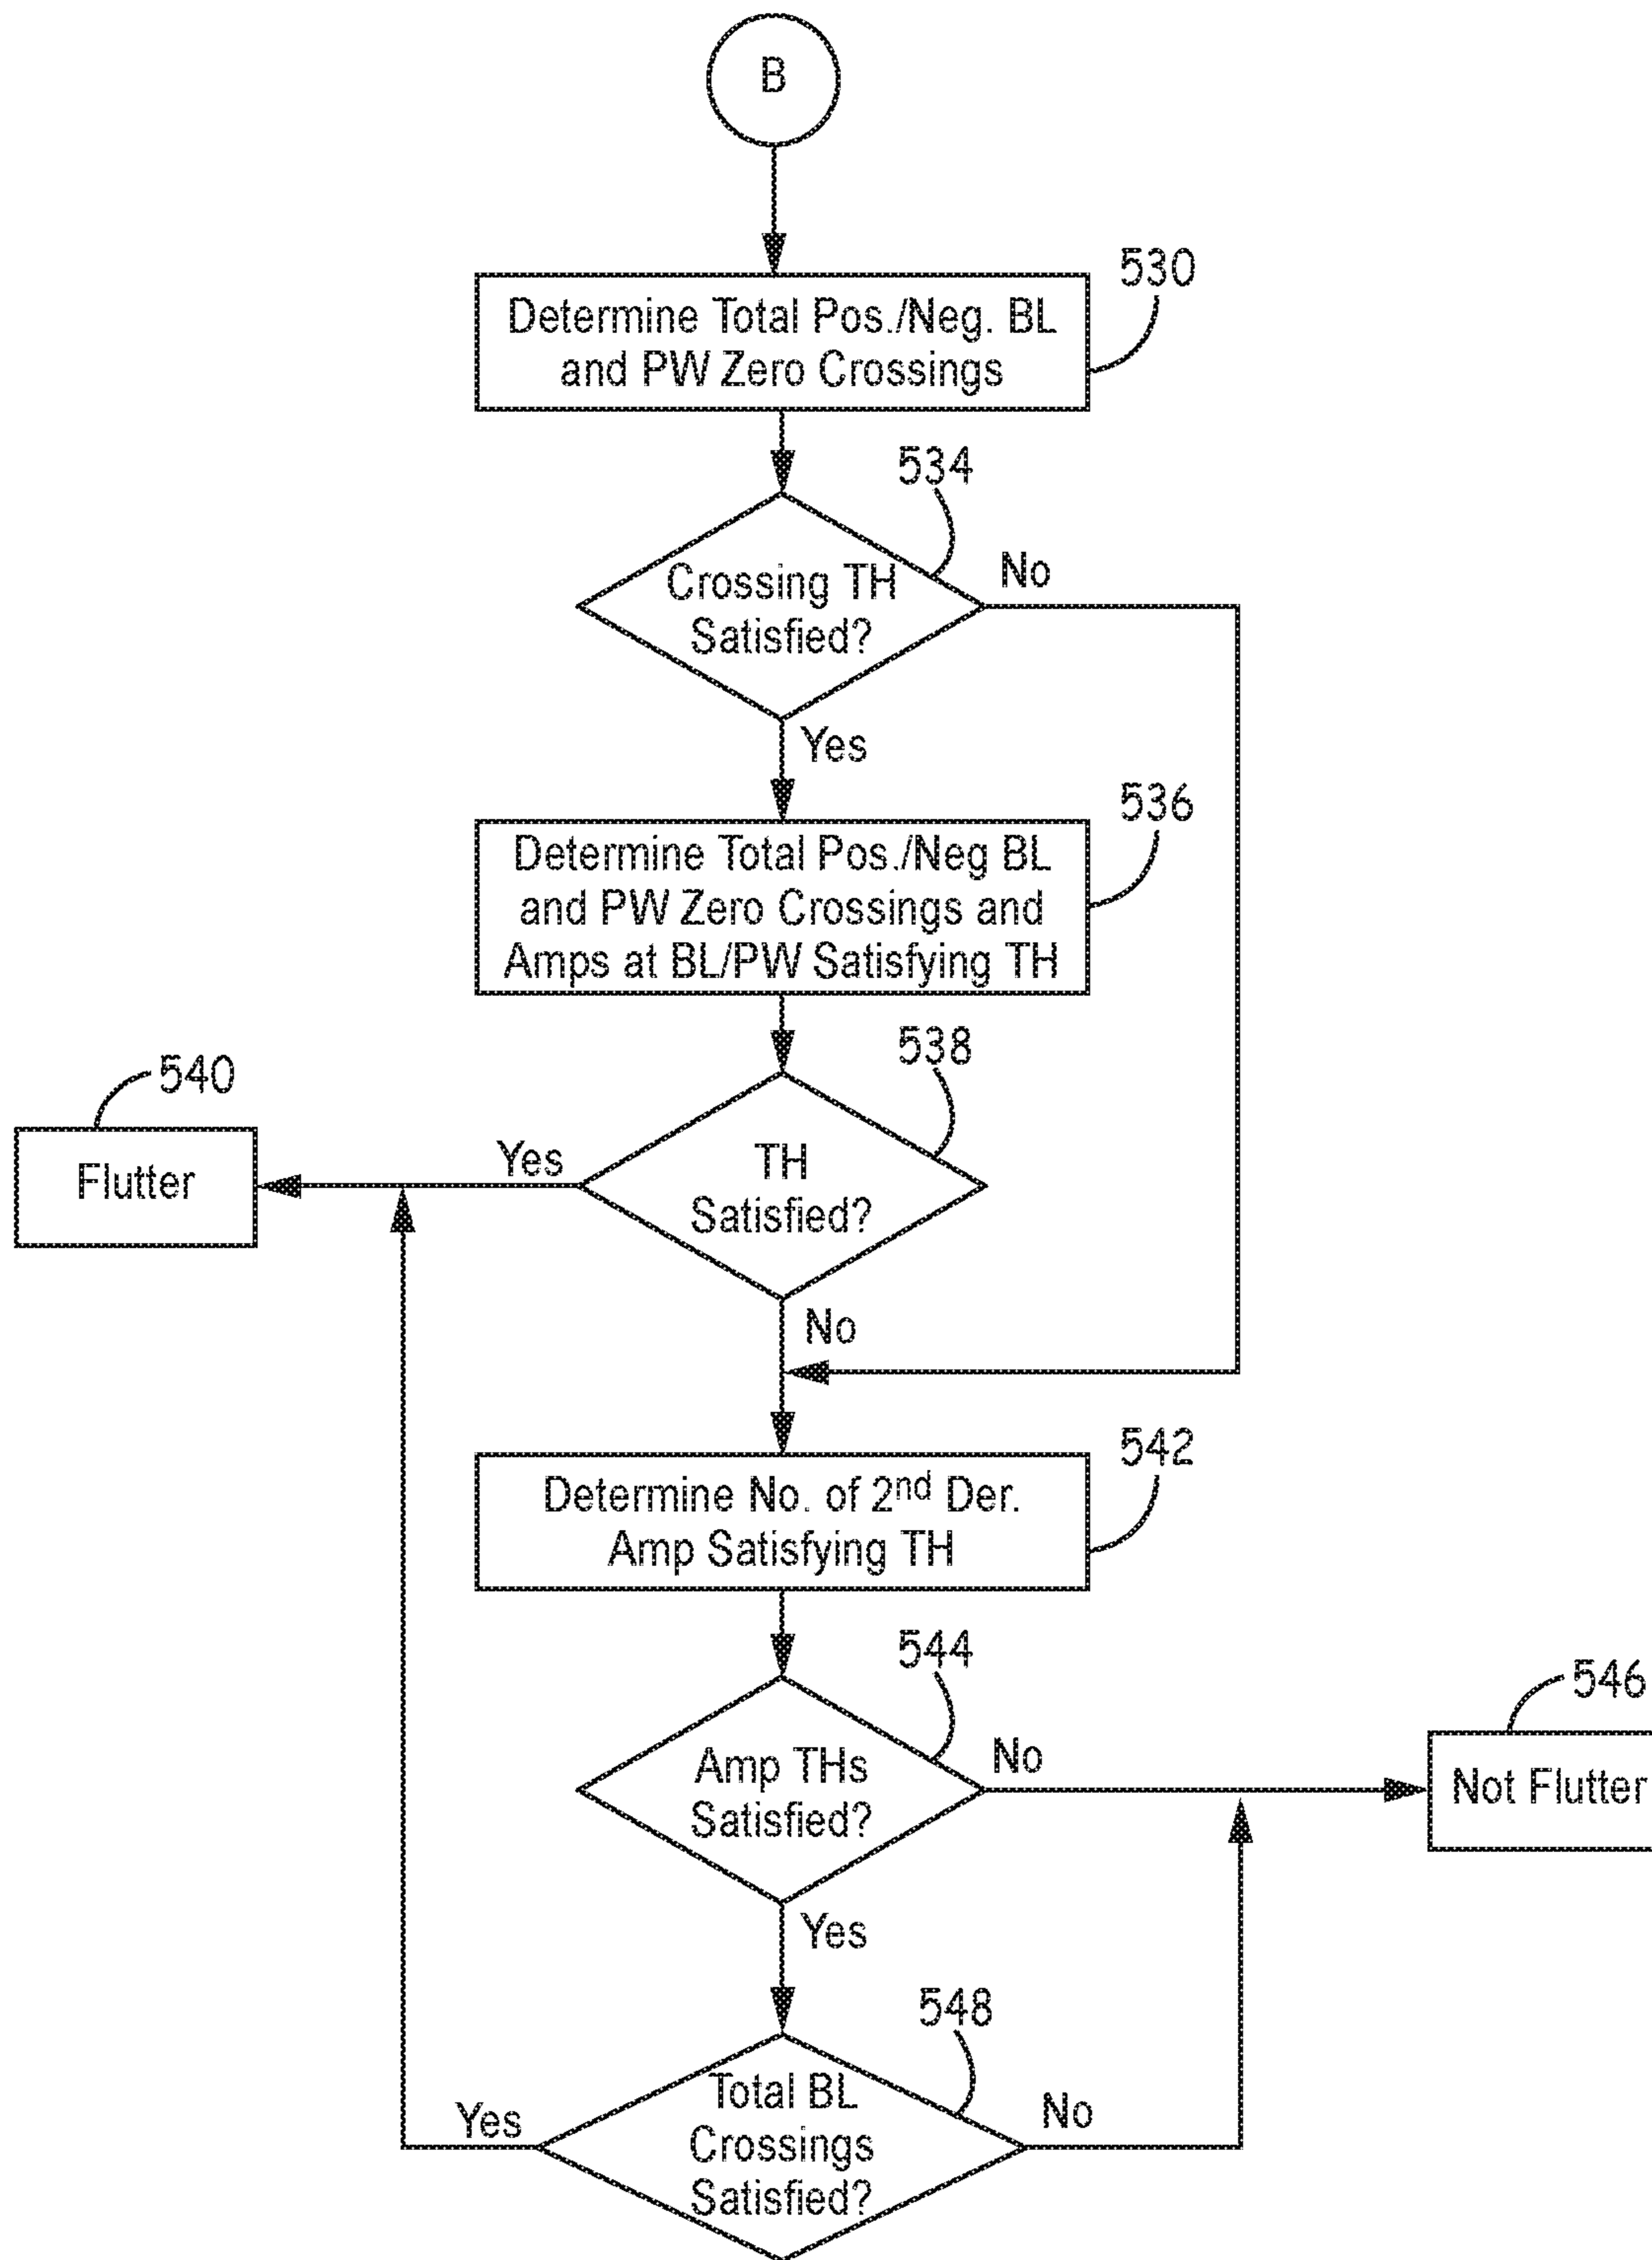 B
530
Determine Total Pos./Neg. BL
and PW Zero Crossings
534
Crossing TH
Satisfied?
No
Yes
536
Determine Total Pos./Neg BL
and PW Zero Crossings and
Amps at BL/PW Satisfying TH
538
540
Flutter
Yes
TH
Satisfied?
No
542
Determine No. of 2nd Der.
Amp Satisfying TH
544
546
Amp THs
Satisfied?
No
Not Flutter
Yes
548
Total BL
Crossings
Satisfied?
Yes
No